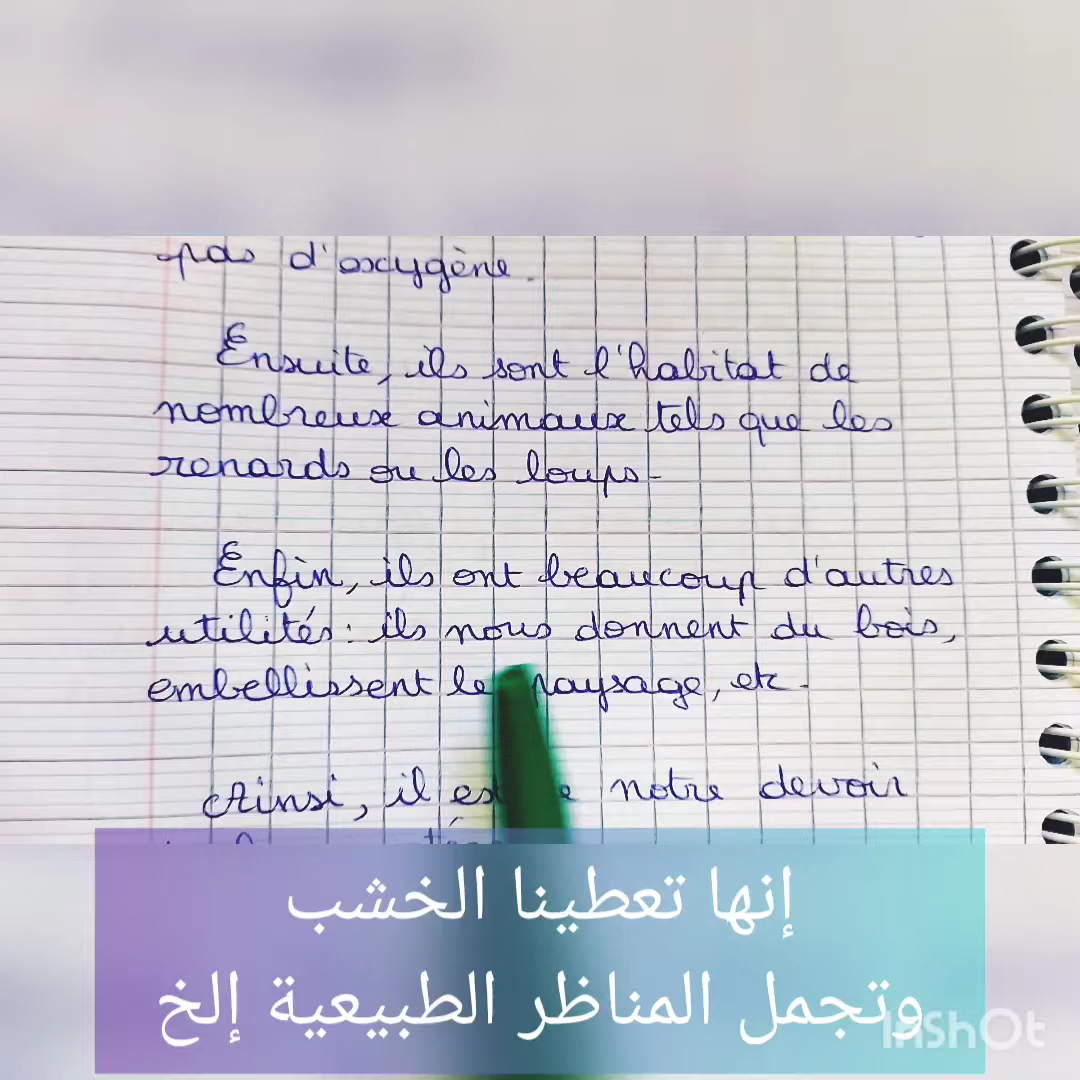 pas d'oxygène.
Ensuite, ils sont l'habitat de
nombreux animaux tels que les
renards ou les loups.
Enfin, ils ont beaucoup d'autres
utilités : ils nous donnent du bois,
embellissent le paysage, etc.
Ainsi, il est de notre devoir
إنها تعطينا الخشب
وتجمل المناظر الطبيعية إلخ
InShOt